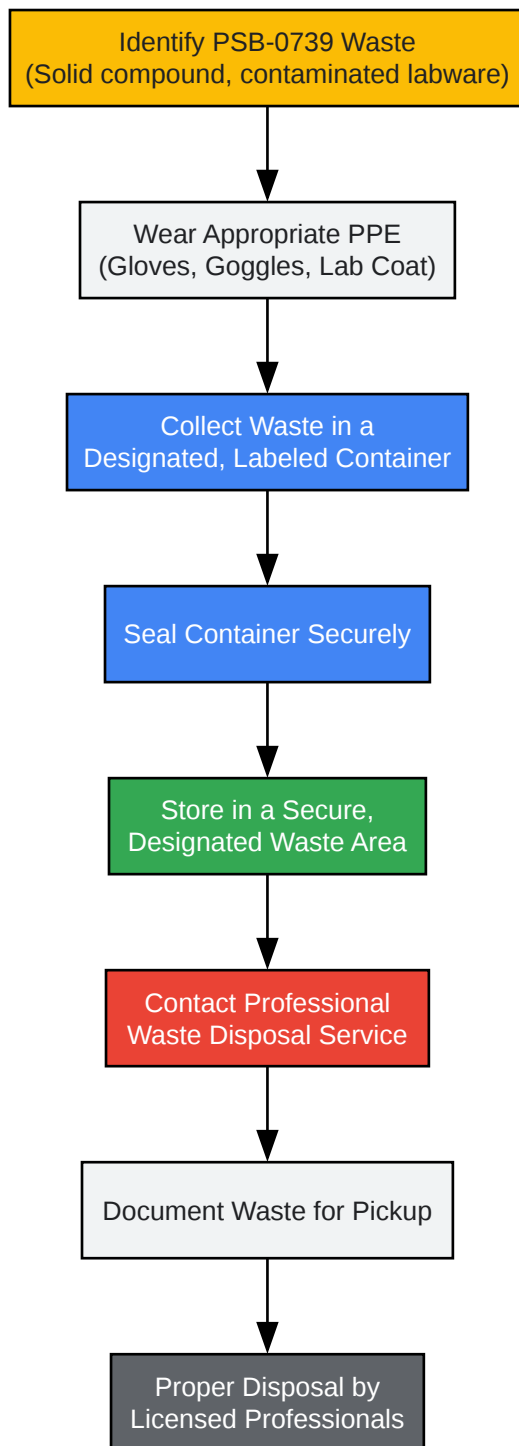 Identify PSB-0739 Waste
(Solid compound, contaminated labware)
Wear Appropriate PPE
(Gloves, Goggles, Lab Coat)
Collect Waste in a
Designated, Labeled Container
Seal Container Securely
Store in a Secure,
Designated Waste Area
Contact Professional
Waste Disposal Service
Document Waste for Pickup
Proper Disposal by
Licensed Professionals